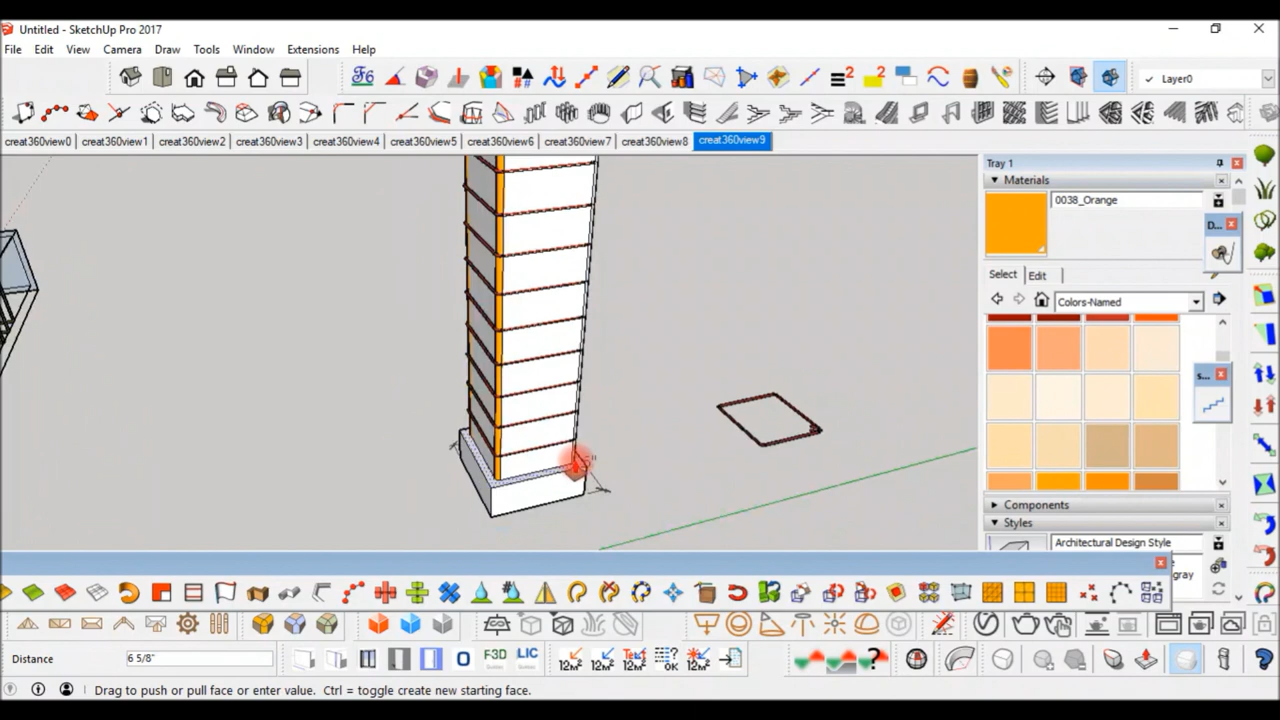 Untitled - SketchUp Pro 2017
File Edit View Camera Draw Tools Window Extensions Help
Layer0
creat360view0 creat360view1 creat360view2 creat360view3 creat360view4 creat360view5 creat360view6 creat360view7 creat360view8 creat360view9
Tray 1
Materials
0038_Orange
D...
Select Edit
Colors-Named
s...
Components
Styles
Architectural Design Style
gray
F3D LIC
OK
Distance 6 5/8"
Drag to push or pull face or enter value. Ctrl = toggle create new starting face.